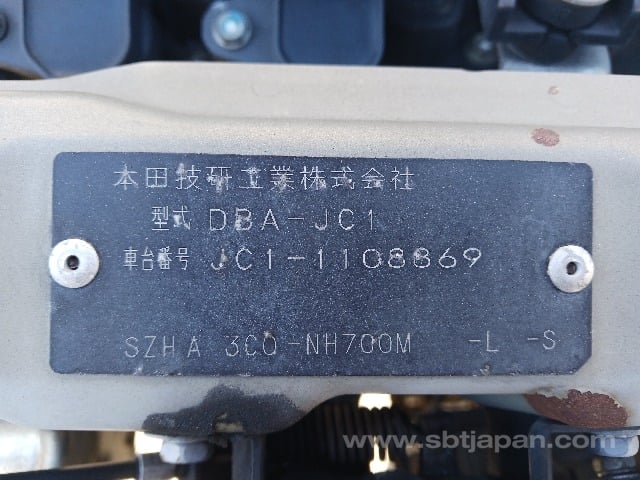 本田技研工業株式会社
型式 DBA-JC1
車台番号 JC1-1108869
SZHA 3CO-NH700M -L -S
www.sbtjapan.com